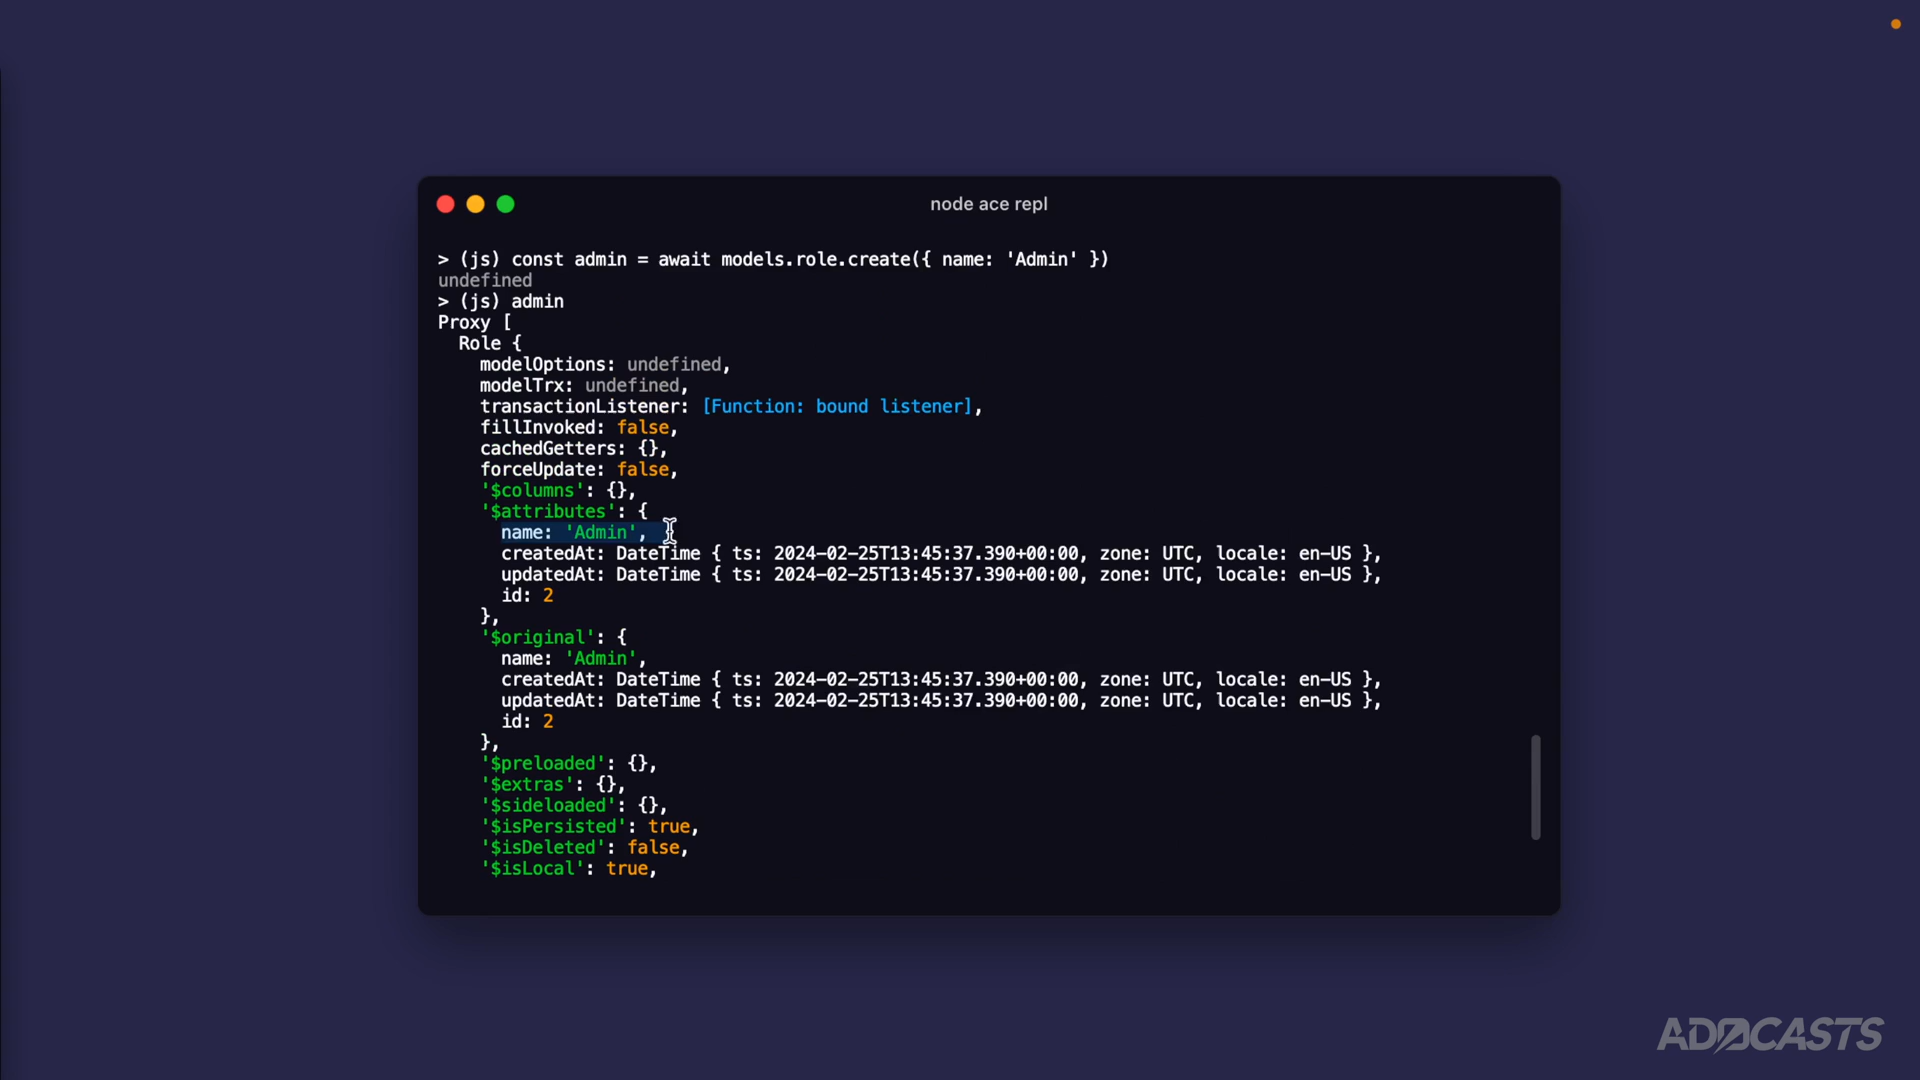 node ace repl
> (js) const admin = await models.role.create({ name: 'Admin' })
undefined
> (js) admin
Proxy [
  Role {
    modelOptions: undefined,
    modelTrx: undefined,
    transactionListener: [Function: bound listener],
    fillInvoked: false,
    cachedGetters: {},
    forceUpdate: false,
    '$columns': {},
    '$attributes': {
      name: 'Admin',
      createdAt: DateTime { ts: 2024-02-25T13:45:37.390+00:00, zone: UTC, locale: en-US },
      updatedAt: DateTime { ts: 2024-02-25T13:45:37.390+00:00, zone: UTC, locale: en-US },
      id: 2
    },
    '$original': {
      name: 'Admin',
      createdAt: DateTime { ts: 2024-02-25T13:45:37.390+00:00, zone: UTC, locale: en-US },
      updatedAt: DateTime { ts: 2024-02-25T13:45:37.390+00:00, zone: UTC, locale: en-US },
      id: 2
    },
    '$preloaded': {},
    '$extras': {},
    '$sideloaded': {},
    '$isPersisted': true,
    '$isDeleted': false,
    '$isLocal': true,
ADOCASTS